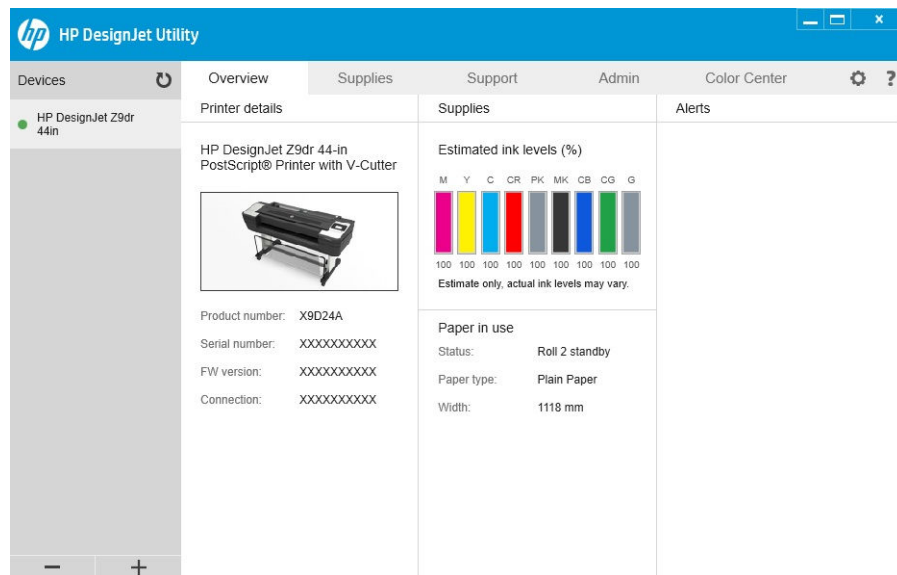 hp HP DesignJet Utility
Devices
Overview Supplies Support Admin Color Center ?
HP DesignJet Z9dr
44in
Printer details
HP DesignJet Z9dr 44-in
PostScript® Printer with V-Cutter
Product number: X9D24A
Serial number: XXXXXXXXXX
FW version: XXXXXXXXXX
Connection: XXXXXXXXXX
Supplies
Estimated ink levels (%)
M Y C CR PK MK CB CG G
100 100 100 100 100 100 100 100 100
Estimate only, actual ink levels may vary.
Paper in use
Status: Roll 2 standby
Paper type: Plain Paper
Width: 1118 mm
Alerts